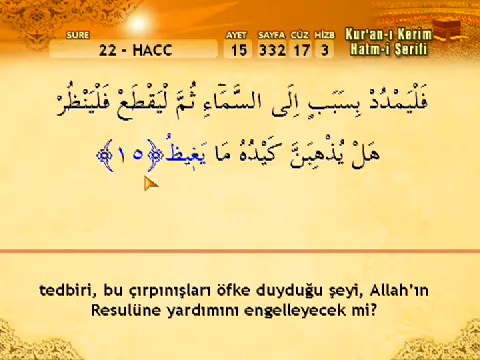 SURE AYET SAYFA CÜZ HİZB Kur'an-ı Kerim
22 - HACC 15 332 17 3 Hatm-i Şerifi
فَلْيَمْدُدْ بِسَبَبٍ اِلَى السَّمَٓاءِ ثُمَّ لْيَقْطَعْ فَلْيَنْظُرْ
هَلْ يُذْهِبَنَّ كَيْدُهُ مَا يَغٖيظُ ﴿١٥﴾
tedbiri, bu çırpınışları öfke duyduğu şeyi, Allah'ın
Resulüne yardımını engelleyecek mi?